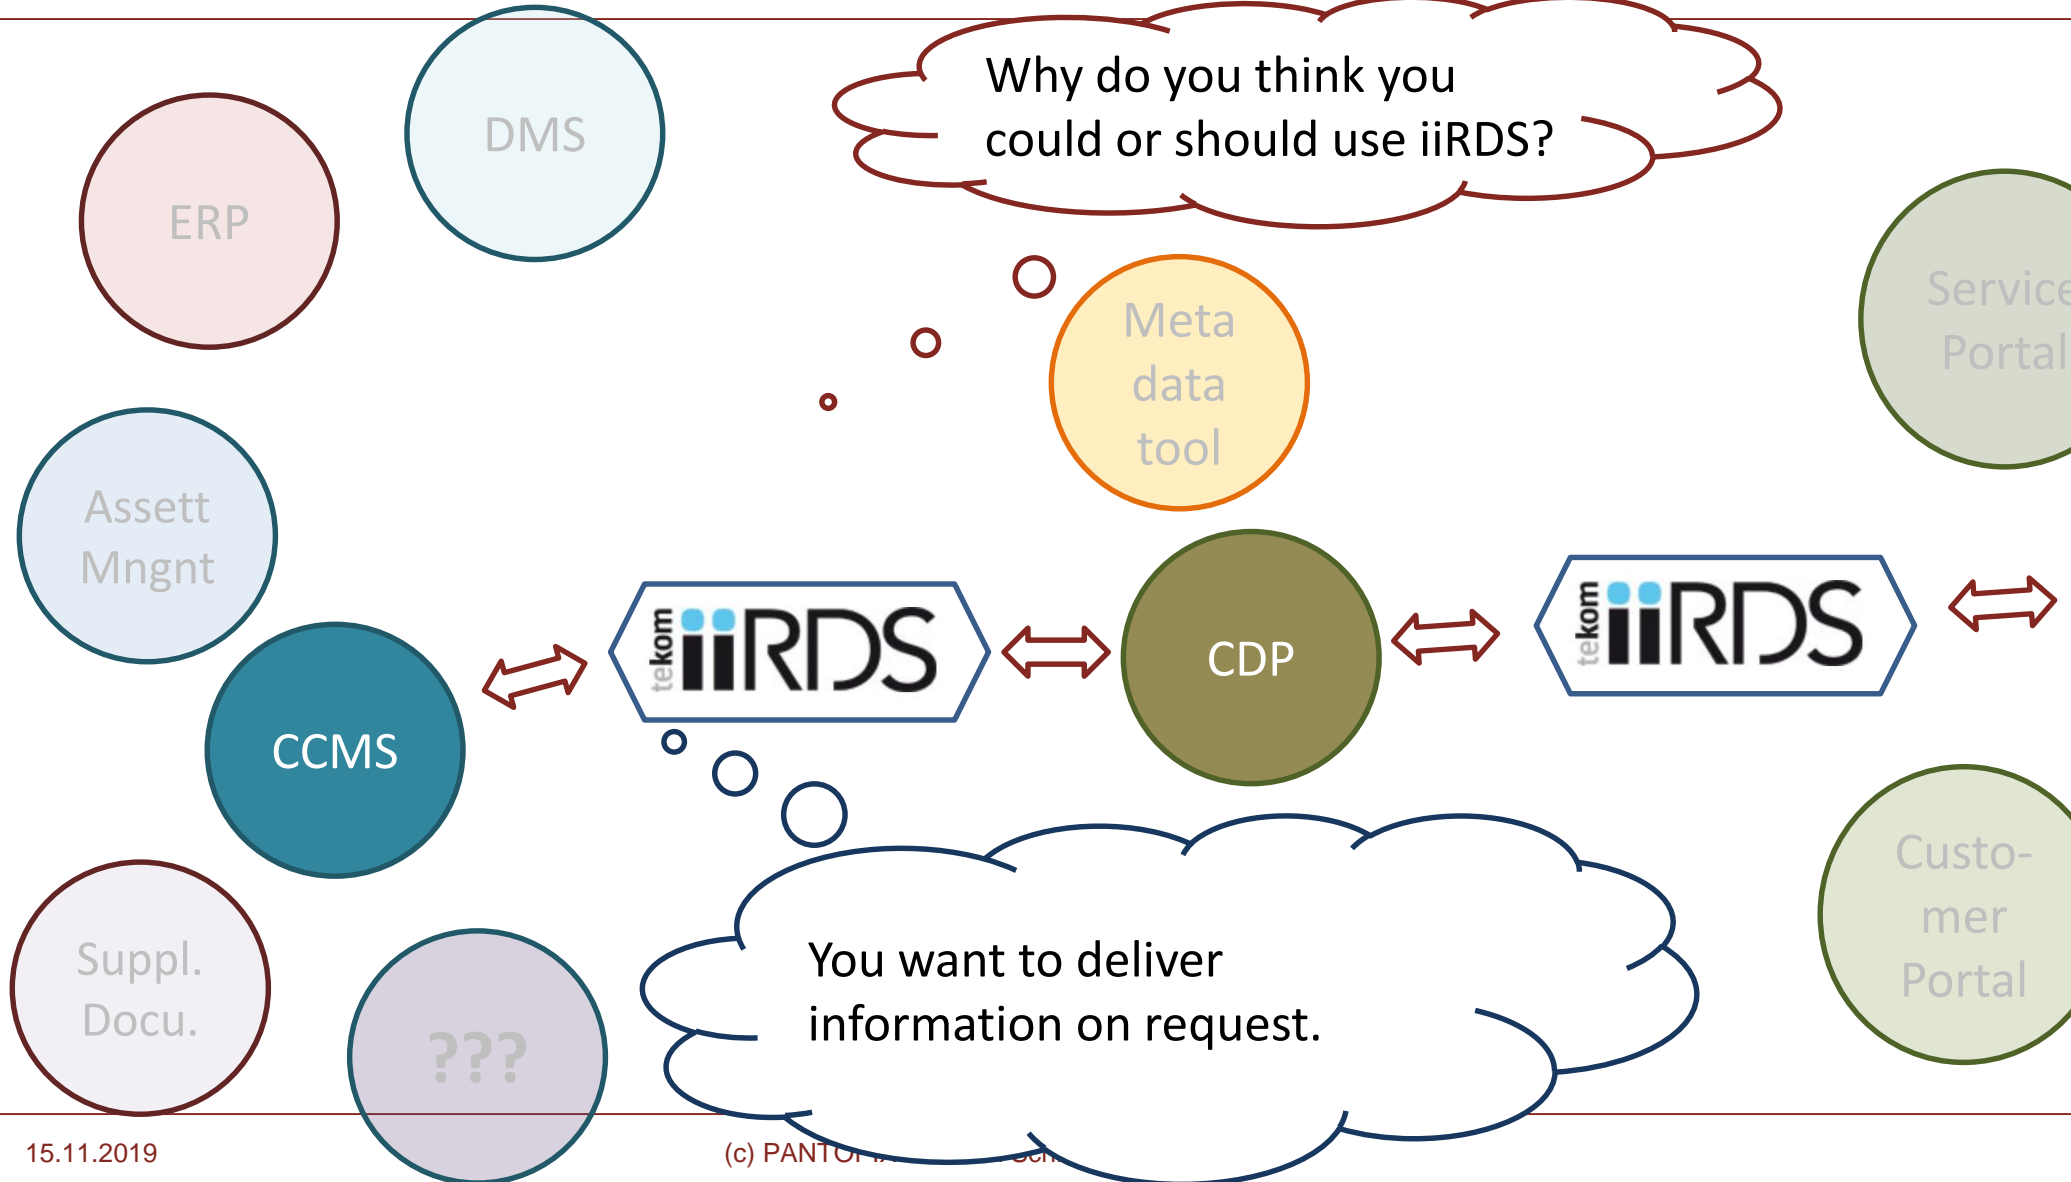 Why do you think you
could or should use iiRDS?
DMS
ERP
Meta
data
tool
Service
Portal
Assett
Mngnt
tekom iiRDS
CDP
tekom iiRDS
CCMS
Custo-
mer
Portal
Suppl.
Docu.
???
You want to deliver
information on request.
15.11.2019
(c)